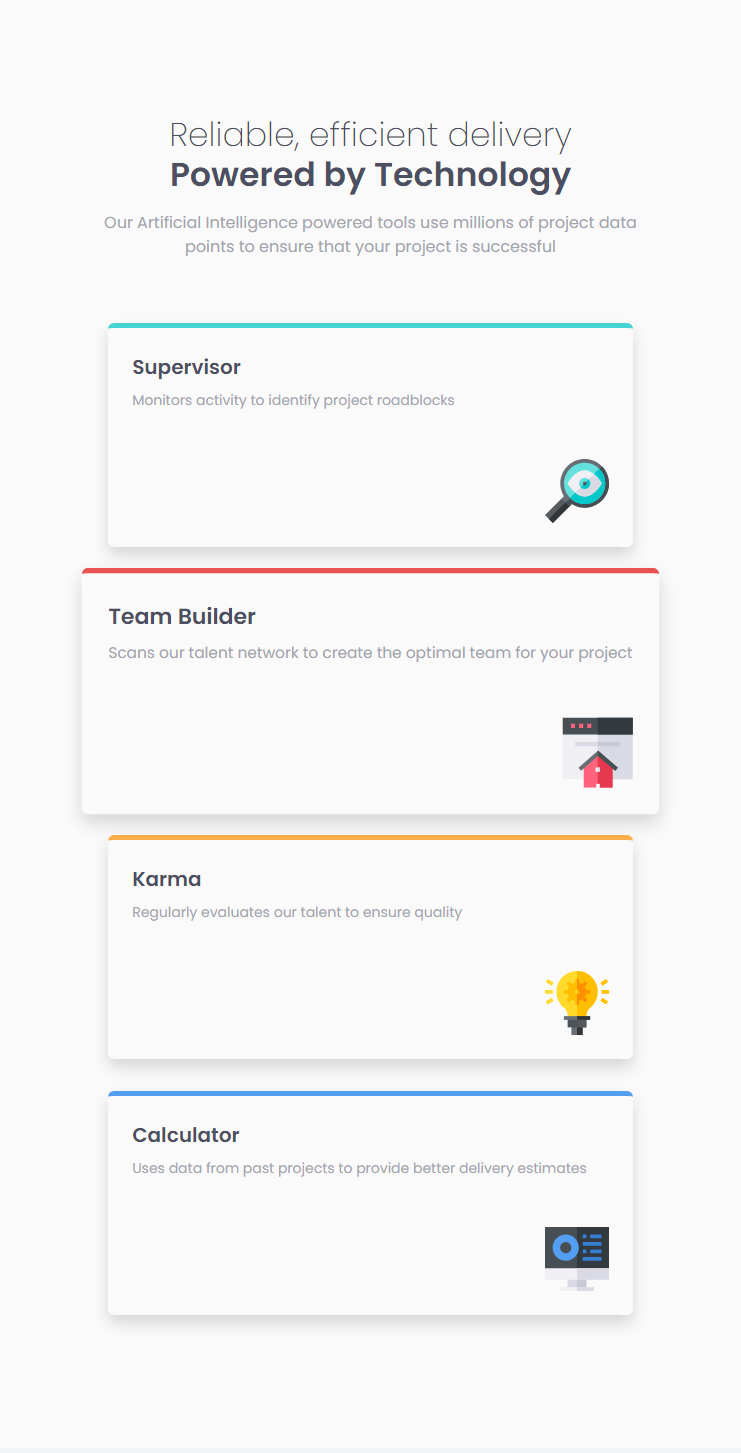 Reliable, efficient delivery
Powered by Technology
Our Artificial Intelligence powered tools use millions of project data
points to ensure that your project is successful
Supervisor
Monitors activity to identify project roadblocks
Team Builder
Scans our talent network to create the optimal team for your project
Karma
Regularly evaluates our talent to ensure quality
Calculator
Uses data from past projects to provide better delivery estimates